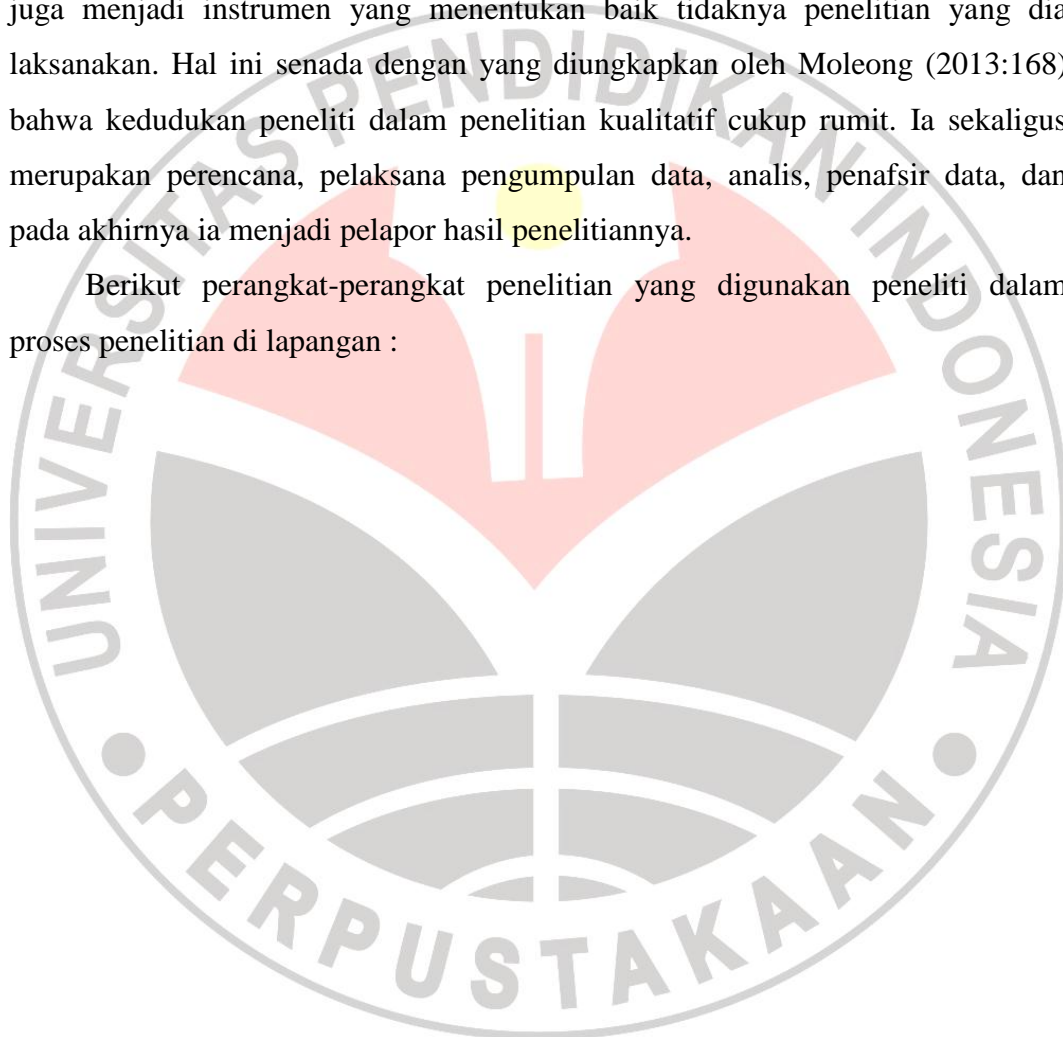 juga menjadi instrumen yang menentukan baik tidaknya penelitian yang dia
laksanakan. Hal ini senada dengan yang diungkapkan oleh Moleong (2013:168)
bahwa kedudukan peneliti dalam penelitian kualitatif cukup rumit. Ia sekaligus
merupakan perencana, pelaksana pengumpulan data, analis, penafsir data, dan
pada akhirnya ia menjadi pelapor hasil penelitiannya.
Berikut perangkat-perangkat penelitian yang digunakan peneliti dalam
proses penelitian di lapangan :
UNIVERSITAS PENDIDIKAN INDONESIA
PERPUSTAKAAN